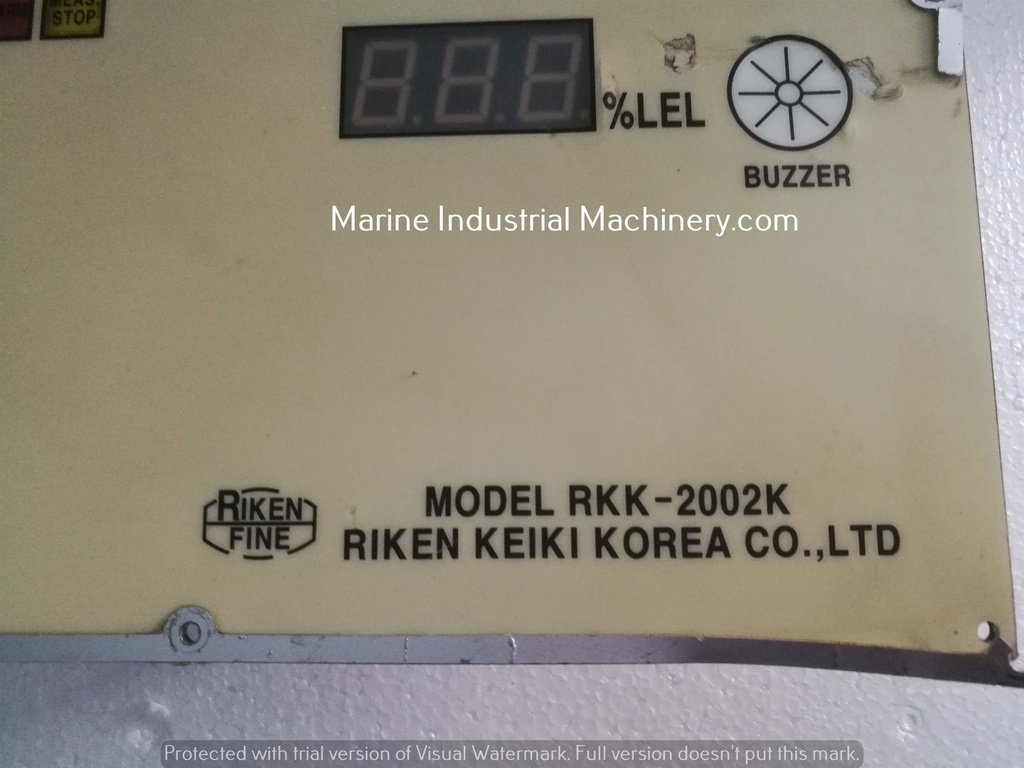 MEAS.
STOP
%LEL
BUZZER
Marine Industrial Machinery.com
RIKEN
FINE
MODEL RKK-2002K
RIKEN KEIKI KOREA CO.,LTD
Protected with trial version of Visual Watermark. Full version doesn't put this mark.